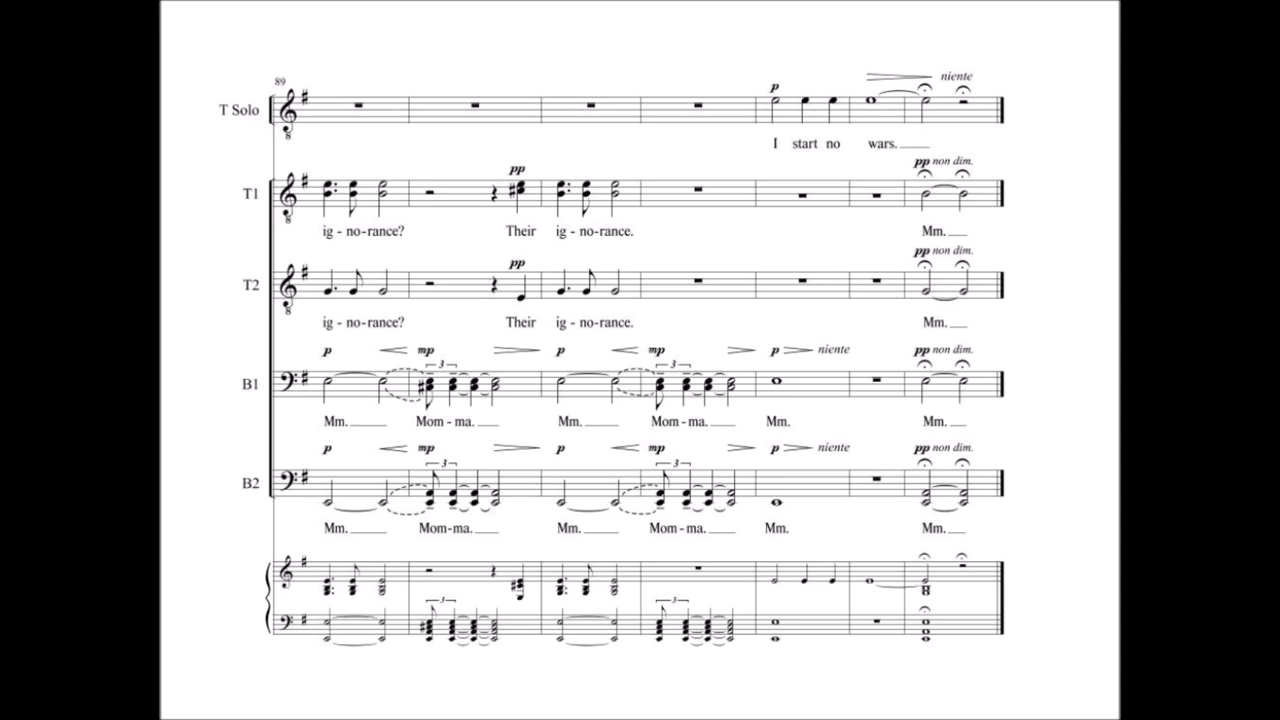 89
niente
T Solo
p
I start no wars.
pp non dim.
pp
T1
ig - no-rance? Their ig - no-rance. Mm.
pp non dim.
pp
T2
ig - no-rance? Their ig - no-rance. Mm.
p mp p mp p niente pp non dim.
3 3
B1
Mm. Mom - ma. Mm. Mom - ma. Mm. Mm.
p mp p mp p niente pp non dim.
3 3
B2
Mm. Mom - ma. Mm. Mom - ma. Mm. Mm.
3 3